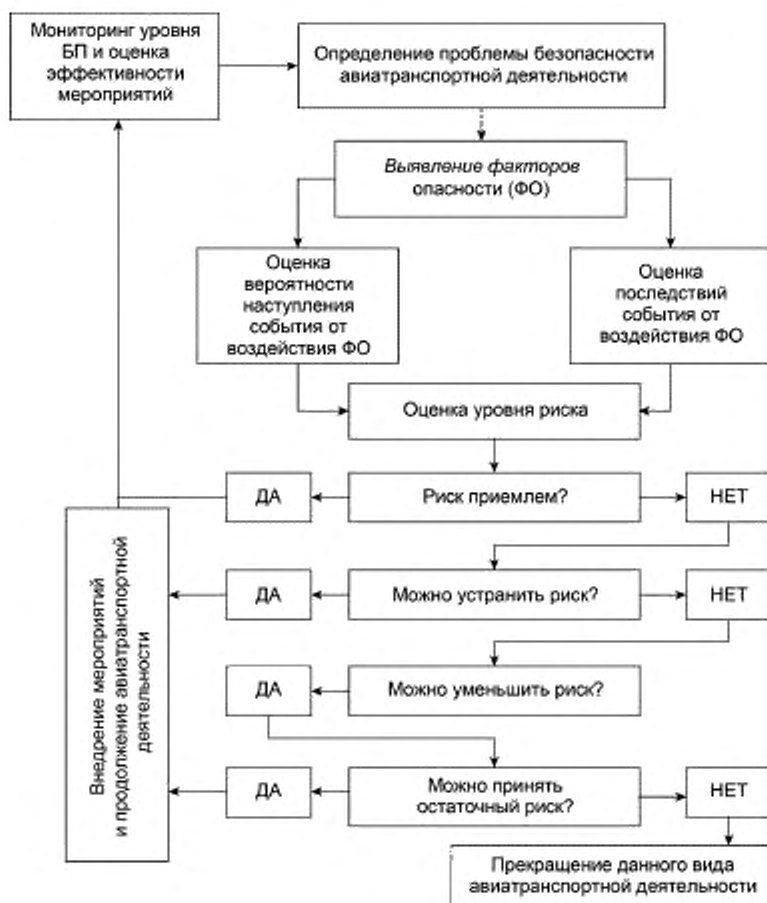 Мониторинг уровня
БП и оценка
эффективности
мероприятий
Определение проблемы безопасности
авиатранспортной деятельности
Выявление факторов
опасности (ФО)
Оценка
вероятности
наступления
события от
воздействия ФО
Оценка
последствий
события от
воздействия ФО
Оценка уровня риска
ДА
Риск приемлем?
НЕТ
ДА
Можно устранить риск?
НЕТ
ДА
Можно уменьшить риск?
ДА
Можно принять
остаточный риск?
НЕТ
Внедрение мероприятий
и продолжение авиатранспортной
деятельности
Прекращение данного вида
авиатранспортной деятельности